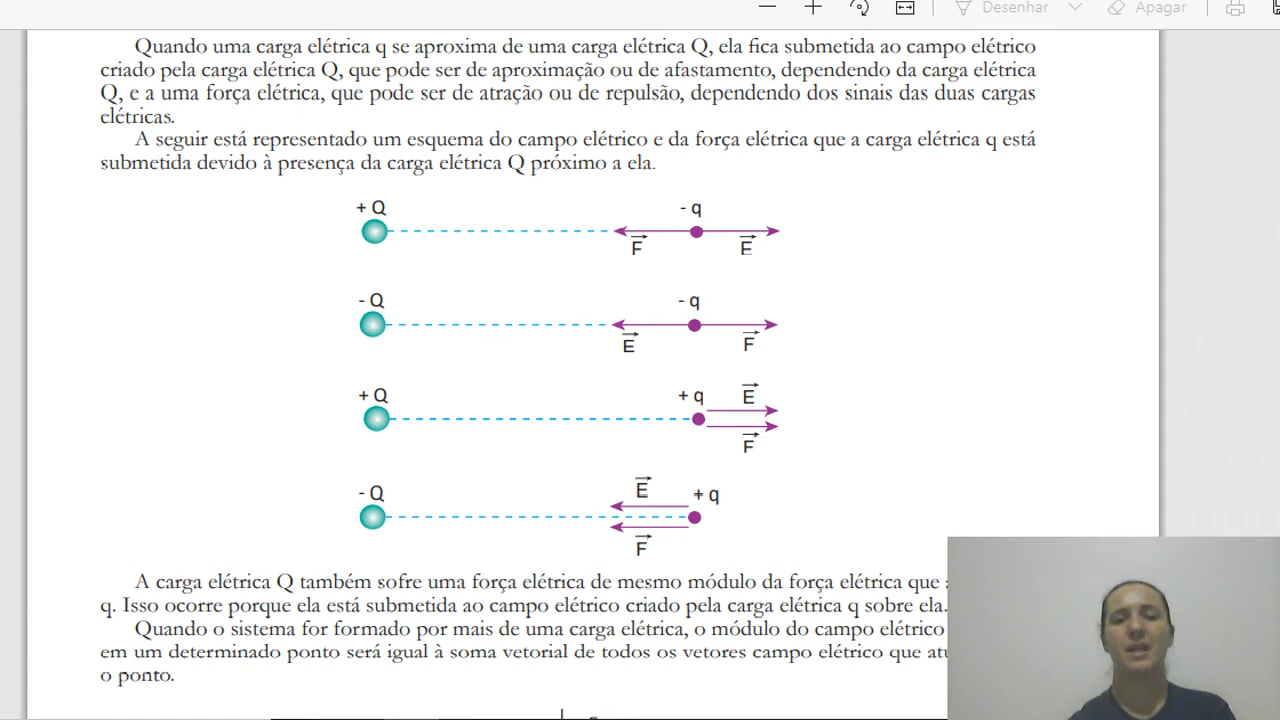 Desenhar
Apagar
Quando uma carga elétrica q se aproxima de uma carga elétrica Q, ela fica submetida ao campo elétrico
criado pela carga elétrica Q, que pode ser de aproximação ou de afastamento, dependendo da carga elétrica
Q, e a uma força elétrica, que pode ser de atração ou de repulsão, dependendo dos sinais das duas cargas
elétricas.
A seguir está representado um esquema do campo elétrico e da força elétrica que a carga elétrica q está
submetida devido à presença da carga elétrica Q próximo a ela.
+ Q
- q
F
E
- Q
- q
E
F
+ Q
+ q
E
F
- Q
E
+ q
F
A carga elétrica Q também sofre uma força elétrica de mesmo módulo da força elétrica que
q. Isso ocorre porque ela está submetida ao campo elétrico criado pela carga elétrica q sobre ela.
Quando o sistema for formado por mais de uma carga elétrica, o módulo do campo elétrico
em um determinado ponto será igual à soma vetorial de todos os vetores campo elétrico que
o ponto.